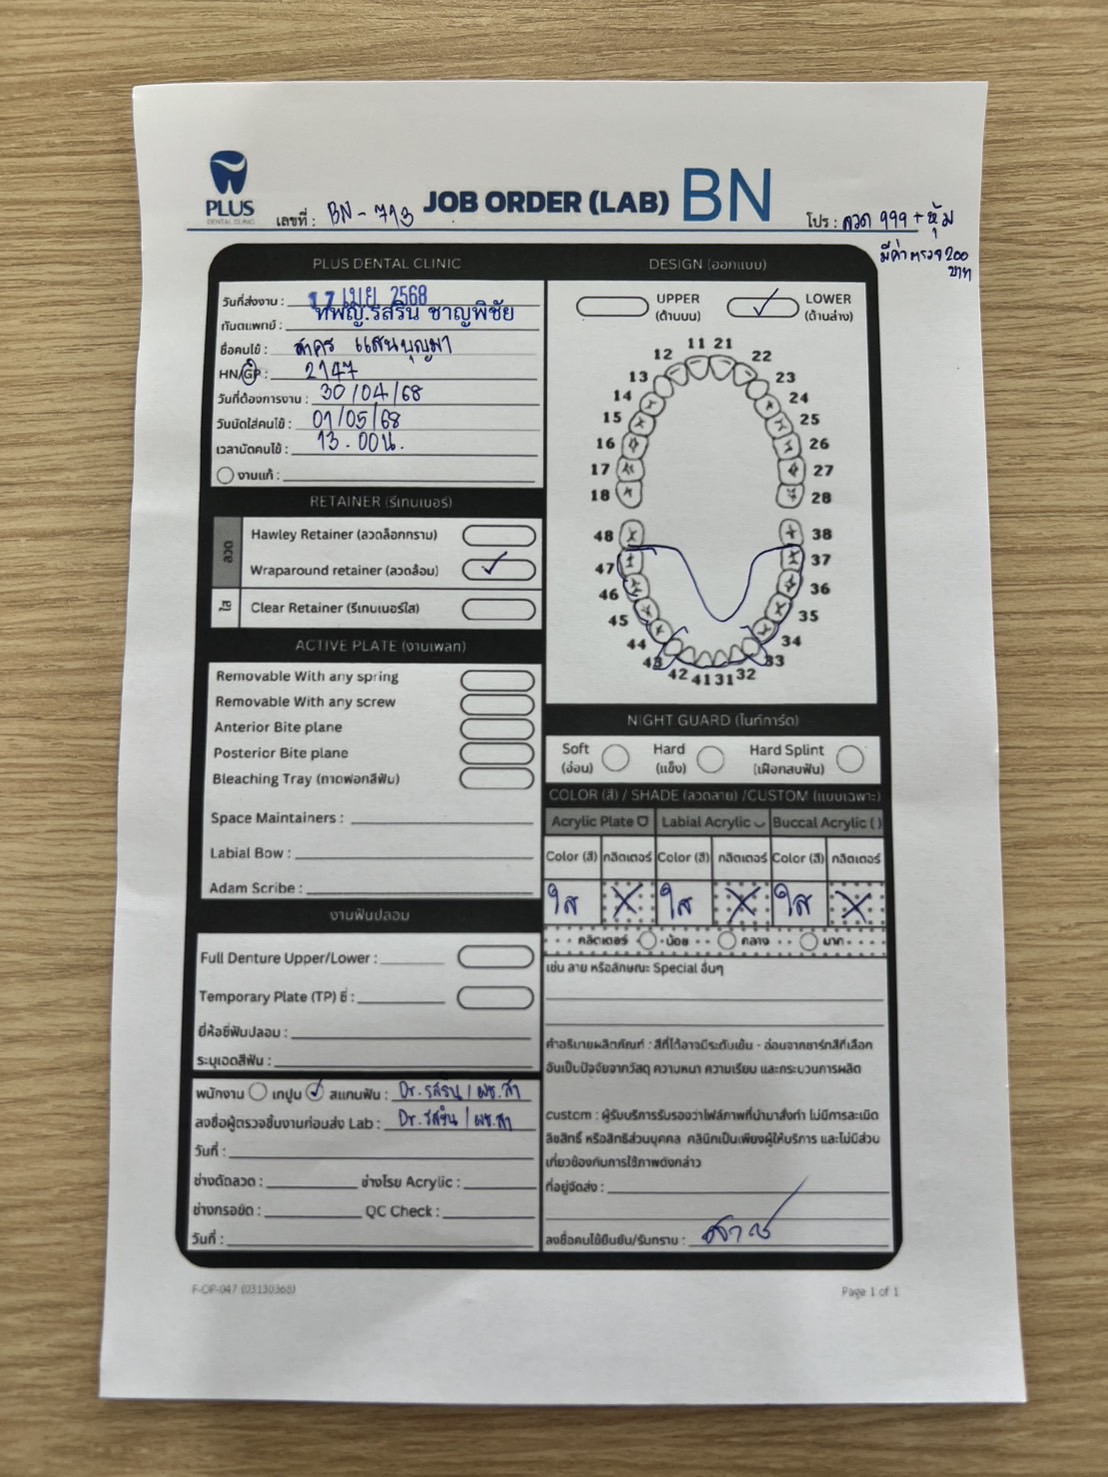 PLUS
DENTAL CLINIC
เลขที่ : BN - 713
JOB ORDER (LAB) BN
โปร : ลวด 999 + หุ้ม
มีค่าตรวจ 200
บาท
PLUS DENTAL CLINIC
วันที่ส่งงาน : 17 เมย 2568
ทันตแพทย์ : ทพญ.รสริน ชาญพิชัย
ชื่อคนไข้ : สาคร แสนบุญมา
HN/GP : 2147
วันที่ต้องการงาน : 30/04/68
วันนัดใส่คนไข้ : 01/05/68
เวลานัดคนไข้ : 13.00น.
งานแก้ :
RETAINER (รีเทนเนอร์)
ลวด
Hawley Retainer (ลวดล็อกกราม)
Wraparound retainer (ลวดล้อม)
ใส
Clear Retainer (รีเทนเนอร์ใส)
ACTIVE PLATE (งานเพลท)
Removable With any spring
Removable With any screw
Anterior Bite plane
Posterior Bite plane
Bleaching Tray (ถาดฟอกสีฟัน)
Space Maintainers :
Labial Bow :
Adam Scribe :
งานฟันปลอม
Full Denture Upper/Lower :
Temporary Plate (TP) ซี่ :
ยี่ห้อซี่ฟันปลอม :
ระบุเฉดสีฟัน :
พนักงาน เทปูน สแกนฟัน : Dr. รสริน / ผช. สา
ลงชื่อผู้ตรวจชิ้นงานก่อนส่ง Lab : Dr. รสริน / ผช. สา
วันที่ :
ช่างดัดลวด : ช่างโรย Acrylic :
ช่างกรอขัด : QC Check :
วันที่ :
DESIGN (ออกแบบ)
UPPER LOWER
(ด้านบน) (ด้านล่าง)
11 21
12 22
13 23
14 24
15 25
16 26
17 27
18 28
48 38
47 37
46 36
45 35
44 34
43 33
42 41 31 32
NIGHT GUARD (ไนท์การ์ด)
Soft Hard Hard Splint
(อ่อน) (แข็ง) (เฝือกสบฟัน)
COLOR (สี) / SHADE (ลวดลาย) /CUSTOM (แบบเฉพาะ)
Acrylic Plate Labial Acrylic Buccal Acrylic ( )
Color (สี) กลิตเตอร์ Color (สี) กลิตเตอร์ Color (สี) กลิตเตอร์
ใส X ใส X ใส X
กลิตเตอร์ น้อย กลาง มาก
เช่น ลาย หรือลักษณะ Special อื่นๆ
คำอธิบายผลิตภัณฑ์ : สีที่ได้อาจมีระดับเข้ม - อ่อนจากชาร์ทสีที่เลือก
อันเป็นปัจจัยจากวัสดุ ความหนา ความเรียบ และกระบวนการผลิต
custom : ผู้รับบริการรับรองว่าไฟล์ภาพที่นำมาสั่งทำ ไม่มีการละเมิด
ลิขสิทธิ์ หรือสิทธิส่วนบุคคล คลินิกเป็นเพียงผู้ให้บริการ และไม่มีส่วน
เกี่ยวข้องกับการใช้ภาพดังกล่าว
ที่อยู่จัดส่ง :
ลงชื่อคนไข้ยืนยัน/รับทราบ :
F-OP-047 (03130368)
Page 1 of 1